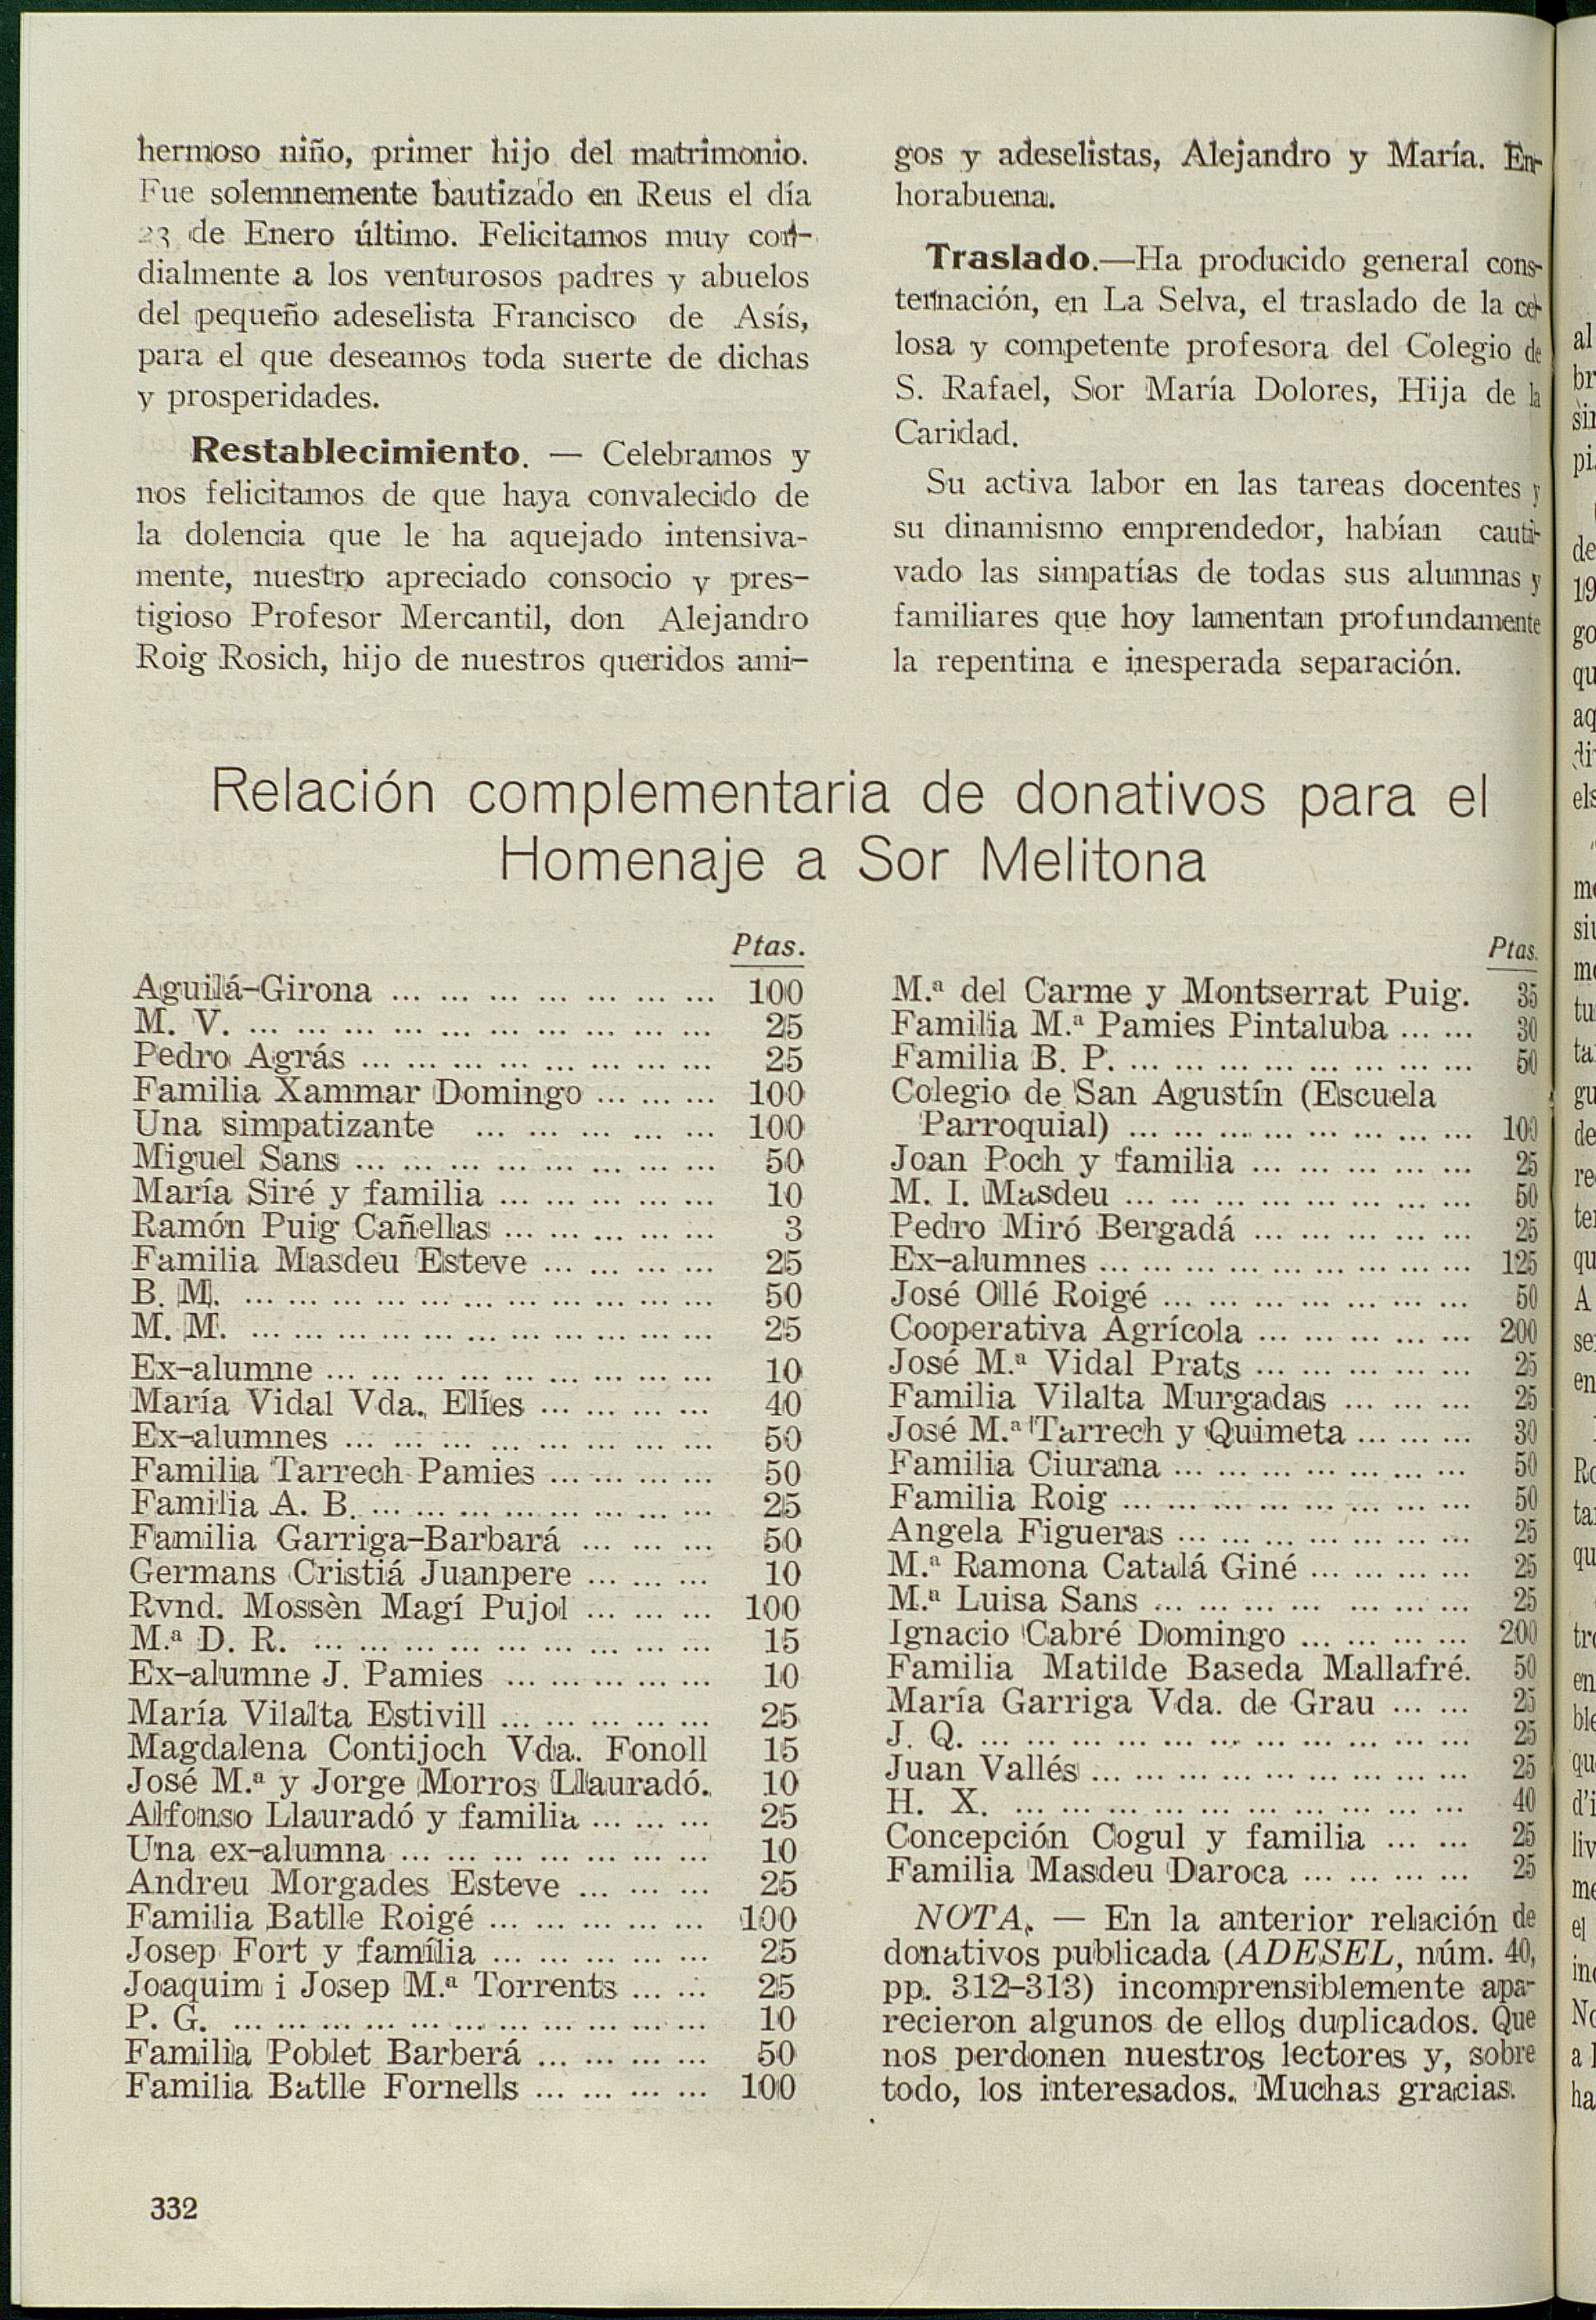 hermoso niño, primer hijo del matrimonio.
Fue solemnemente bautizado en Reus el día
23 de Enero último. Felicitamos muy cor-
dialmente a los venturosos padres y abuelos
del pequeño adeselista Francisco de Asís,
para el que deseamos toda suerte de dichas
y prosperidades.
Restablecimiento. — Celebramos y
nos felicitamos de que haya convalecido de
la dolencia que le ha aquejado intensiva-
mente, nuestro apreciado consocio y pres-
tigioso Profesor Mercantil, don Alejandro
Roig Rosich, hijo de nuestros queridos ami-
gos y adeselistas, Alejandro y María. En-
horabuena.
Traslado.—Ha producido general cons-
ternación, en La Selva, el traslado de la ce-
losa y competente profesora del Colegio de
S. Rafael, Sor María Dolores, Hija de la
Caridad.
Su activa labor en las tareas docentes y
su dinamismo emprendedor, habían cauti-
vado las simpatías de todas sus alumnas y
familiares que hoy lamentan profundamente
la repentina e inesperada separación.
Relación complementaria de donativos para el
Homenaje a Sor Melitona
Ptas.
Aguilá-Girona ... ... ... ... ... ... ... 100
M. V. ... ... ... ... ... ... ... ... ... ... 25
Pedro Agrás ... ... ... ... ... ... ... ... 25
Familia Xammar Domingo ... ... ... 100
Una simpatizante ... ... ... ... ... ... 100
Miguel Sans ... ... ... ... ... ... ... ... 50
María Siré y familia ... ... ... ... ... 10
Ramón Puig Cañellas ... ... ... ... ... 3
Familia Masdeu Esteve ... ... ... ... 25
B. M. ... ... ... ... ... ... ... ... ... ... ... 50
M. M. ... ... ... ... ... ... ... ... ... ... ... 25
Ex-alumne ... ... ... ... ... ... ... ... ... 10
María Vidal Vda. Elíes ... ... ... ... 40
Ex-alumnes ... ... ... ... ... ... ... ... 50
Familia Tarrech Pamies ... ... ... ... 50
Familia A. B. ... ... ... ... ... ... ... ... 25
Familia Garriga-Barbará ... ... ... 50
Germans Cristiá Juanpere ... ... ... 10
Rvnd. Mossèn Magí Pujol ... ... ... 100
M.ª D. R. ... ... ... ... ... ... ... ... ... 15
Ex-alumne J. Pamies ... ... ... ... ... 10
María Vilalta Estivill ... ... ... ... ... 25
Magdalena Contijoch Vda. Fonoll 15
José M.ª y Jorge Morros Llauradó. 10
Alfonso Llauradó y familia ... ... ... 25
Una ex-alumna ... ... ... ... ... ... ... 10
Andreu Morgades Esteve ... ... ... 25
Familia Batlle Roigé ... ... ... ... ... 100
Josep Fort y família ... ... ... ... ... 25
Joaquim i Josep M.ª Torrents ... ... 25
P. G. ... ... ... ... ... ... ... ... ... ... ... 10
Familia Poblet Barberá ... ... ... ... 50
Familia Batlle Fornells ... ... ... ... 100
Ptas.
M.ª del Carme y Montserrat Puig. 35
Familia M.ª Pamies Pintaluba ... ... 30
Familia B. P. ... ... ... ... ... ... ... ... 50
Colegio de San Agustín (Escuela
Parroquial) ... ... ... ... ... ... ... ... 100
Joan Poch y familia ... ... ... ... ... 25
M. I. Masdeu ... ... ... ... ... ... ... ... 50
Pedro Miró Bergadá ... ... ... ... ... 25
Ex-alumnes ... ... ... ... ... ... ... ... ... 125
José Ollé Roigé ... ... ... ... ... ... ... 50
Cooperativa Agrícola ... ... ... ... ... 200
José M.ª Vidal Prats ... ... ... ... ... 25
Familia Vilalta Murgadas ... ... ... 25
José M.ª Tarrech y Quimeta ... ... ... 30
Familia Ciurana ... ... ... ... ... ... ... 50
Familia Roig ... ... ... ... ... ... ... ... 50
Angela Figueras ... ... ... ... ... ... ... 25
M.ª Ramona Catalá Giné ... ... ... ... 25
M.ª Luisa Sans ... ... ... ... ... ... ... 25
Ignacio Cabré Domingo ... ... ... ... 200
Familia Matilde Baseda Mallafré. 50
María Garriga Vda. de Grau ... ... 25
J. Q. ... ... ... ... ... ... ... ... ... ... ... 25
Juan Vallés ... ... ... ... ... ... ... ... ... 25
H. X. ... ... ... ... ... ... ... ... ... ... 40
Concepción Cogul y familia ... ... 25
Familia Masdeu Daroca ... ... ... ... 25
NOTA. — En la anterior relación de
donativos publicada (ADESEL, núm. 40,
pp. 312-313) incomprensiblemente apa-
recieron algunos de ellos duplicados. Que
nos perdonen nuestros lectores y, sobre
todo, los interesados. Muchas gracias.
332